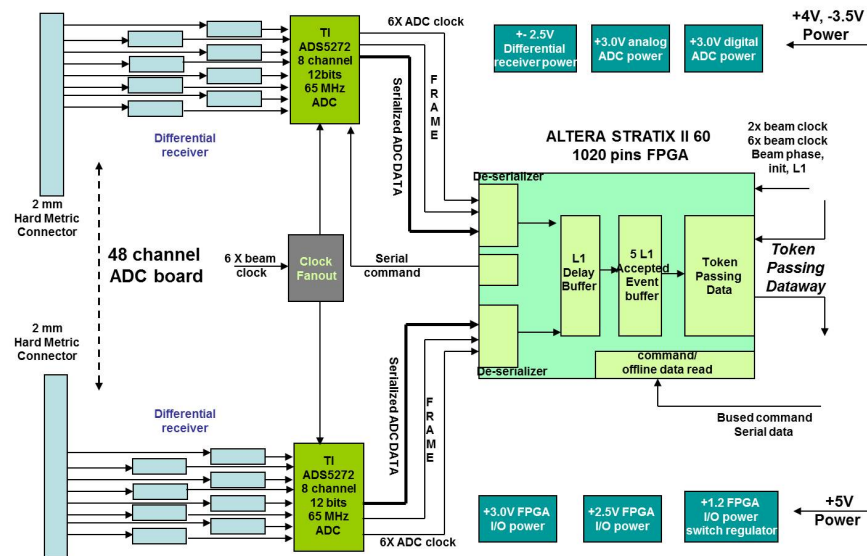 TI
ADS5272
8 channel
12bits
65 MHz
ADC
6X ADC clock
FRAME
Serialized ADC DATA
+- 2.5V
Differential
receiver power
+3.0V analog
ADC power
+3.0V digital
ADC power
+4V, -3.5V
Power
Differential
receiver
2 mm
Hard Metric
Connector
48 channel
ADC board
6 X beam
clock
Clock
Fanout
Serial
command
ALTERA STRATIX II 60
1020 pins FPGA
De-serializer
L1
Delay
Buffer
5 L1
Accepted
Event
buffer
Token
Passing
Data
command/
offline data read
De-serializer
2x beam clock
6x beam clock
Beam phase,
init, L1
Token
Passing
Dataway
Bused command
Serial data
2 mm
Hard Metric
Connector
Differential
receiver
TI
ADS5272
8 channel
12 bits
65 MHz
ADC
Serialized ADC DATA
FRAME
6X ADC clock
+3.0V FPGA
I/O power
+2.5V FPGA
I/O power
+1.2 FPGA
I/O power
switch regulator
+5V
Power